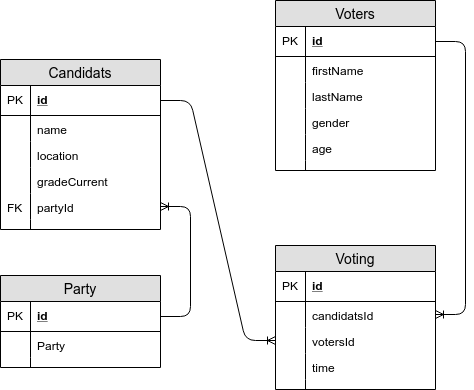 Voters
PK id
firstName
lastName
gender
age
Candidats
PK id
name
location
gradeCurrent
FK partyId
Party
PK id
Party
Voting
PK id
candidatsId
votersId
time